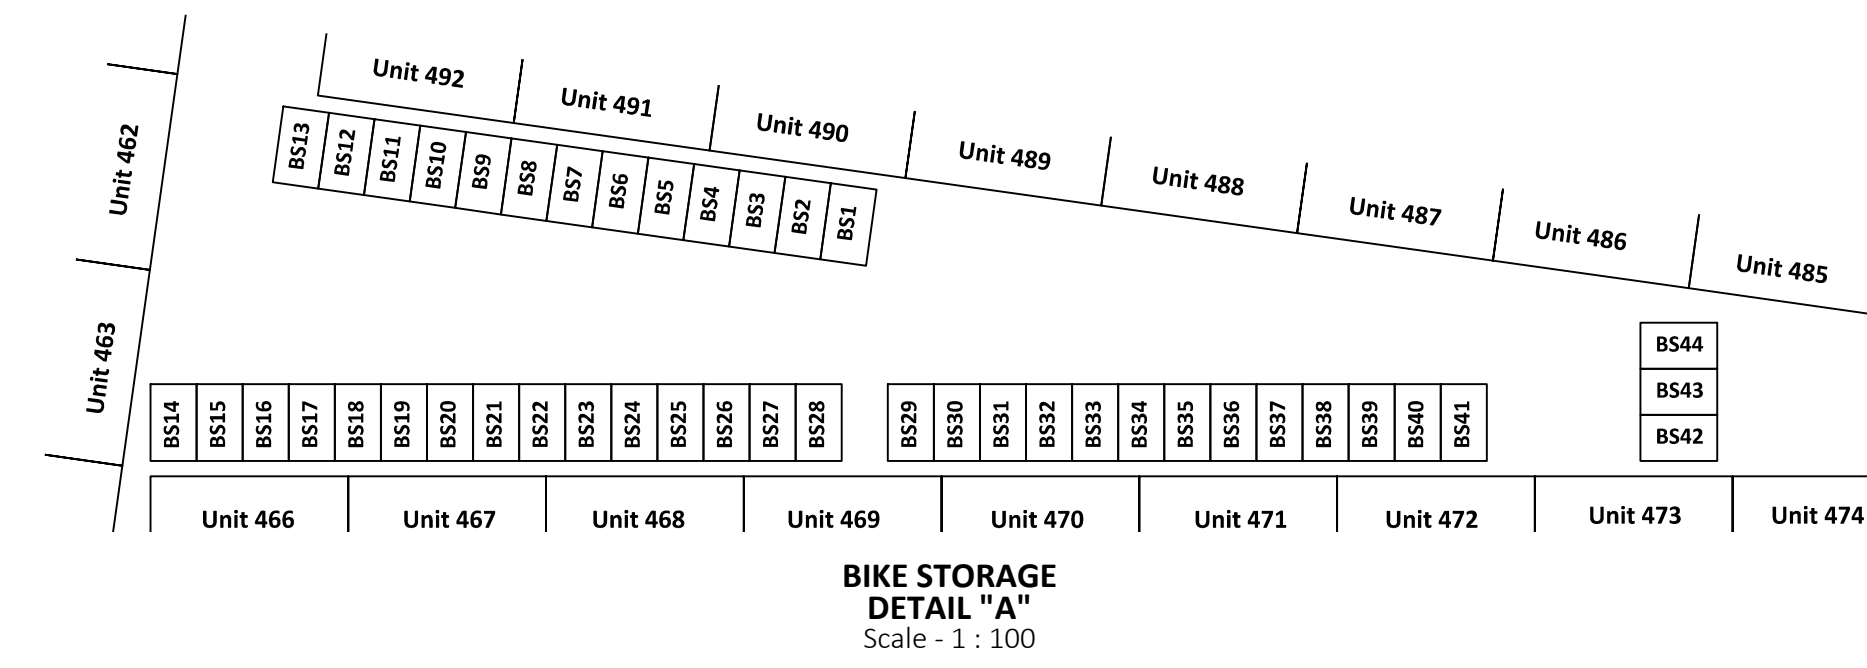 Unit 492
Unit 491
Unit 490
Unit 489
Unit 488
Unit 487
Unit 486
Unit 485
Unit 462
Unit 463
BS13
BS12
BS11
BS10
BS9
BS8
BS7
BS6
BS5
BS4
BS3
BS2
BS1
BS44
BS43
BS42
BS14
BS15
BS16
BS17
BS18
BS19
BS20
BS21
BS22
BS23
BS24
BS25
BS26
BS27
BS28
BS29
BS30
BS31
BS32
BS33
BS34
BS35
BS36
BS37
BS38
BS39
BS40
BS41
Unit 466
Unit 467
Unit 468
Unit 469
Unit 470
Unit 471
Unit 472
Unit 473
Unit 474
BIKE STORAGE
DETAIL "A"
Scale - 1 : 100